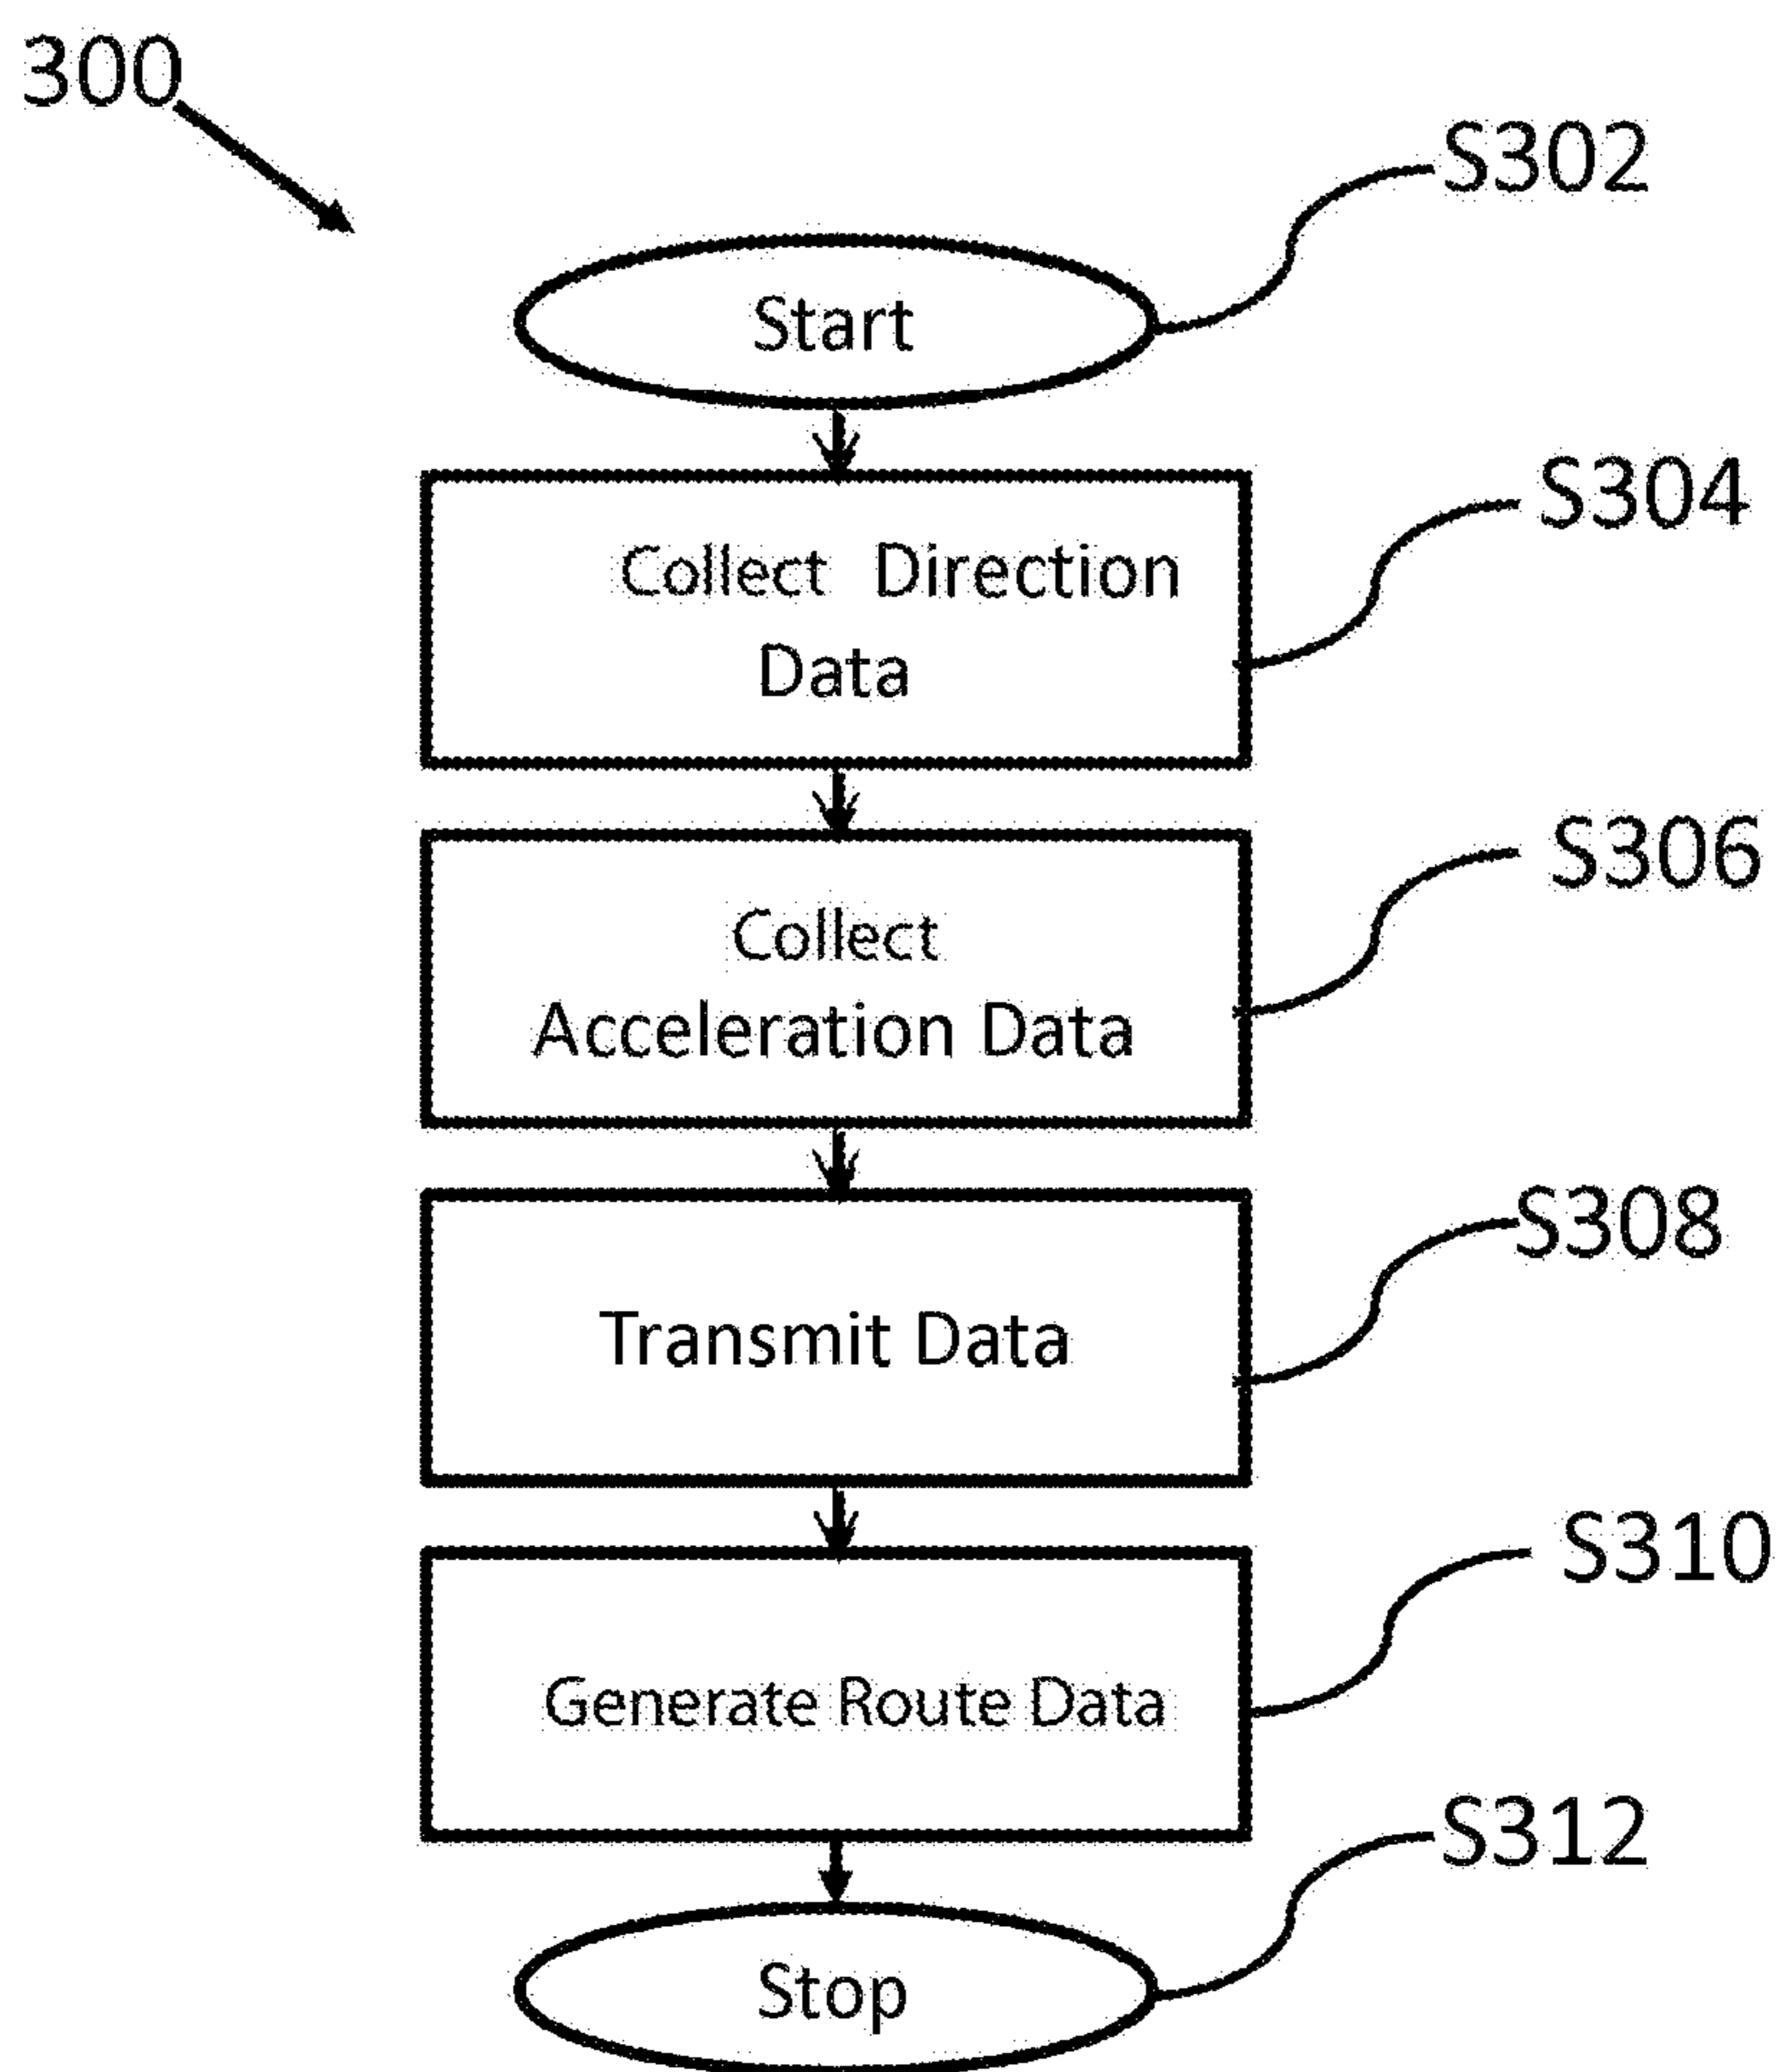 300
S302
Start
S304
Collect Direction
Data
S306
Collect
Acceleration Data
S308
Transmit Data
S310
Generate Route Data
S312
Stop